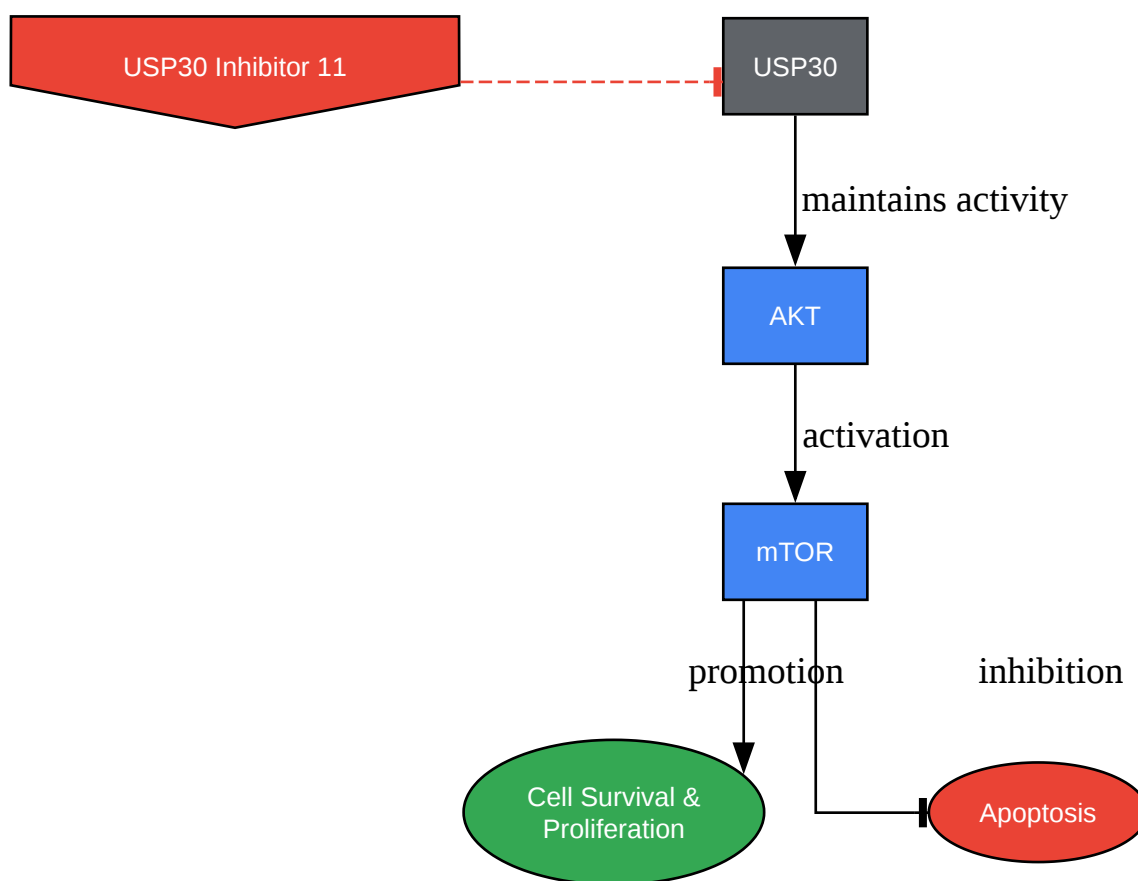 USP30 Inhibitor 11
USP30
maintains activity
AKT
activation
mTOR
promotion
inhibition
Cell Survival &
Proliferation
Apoptosis